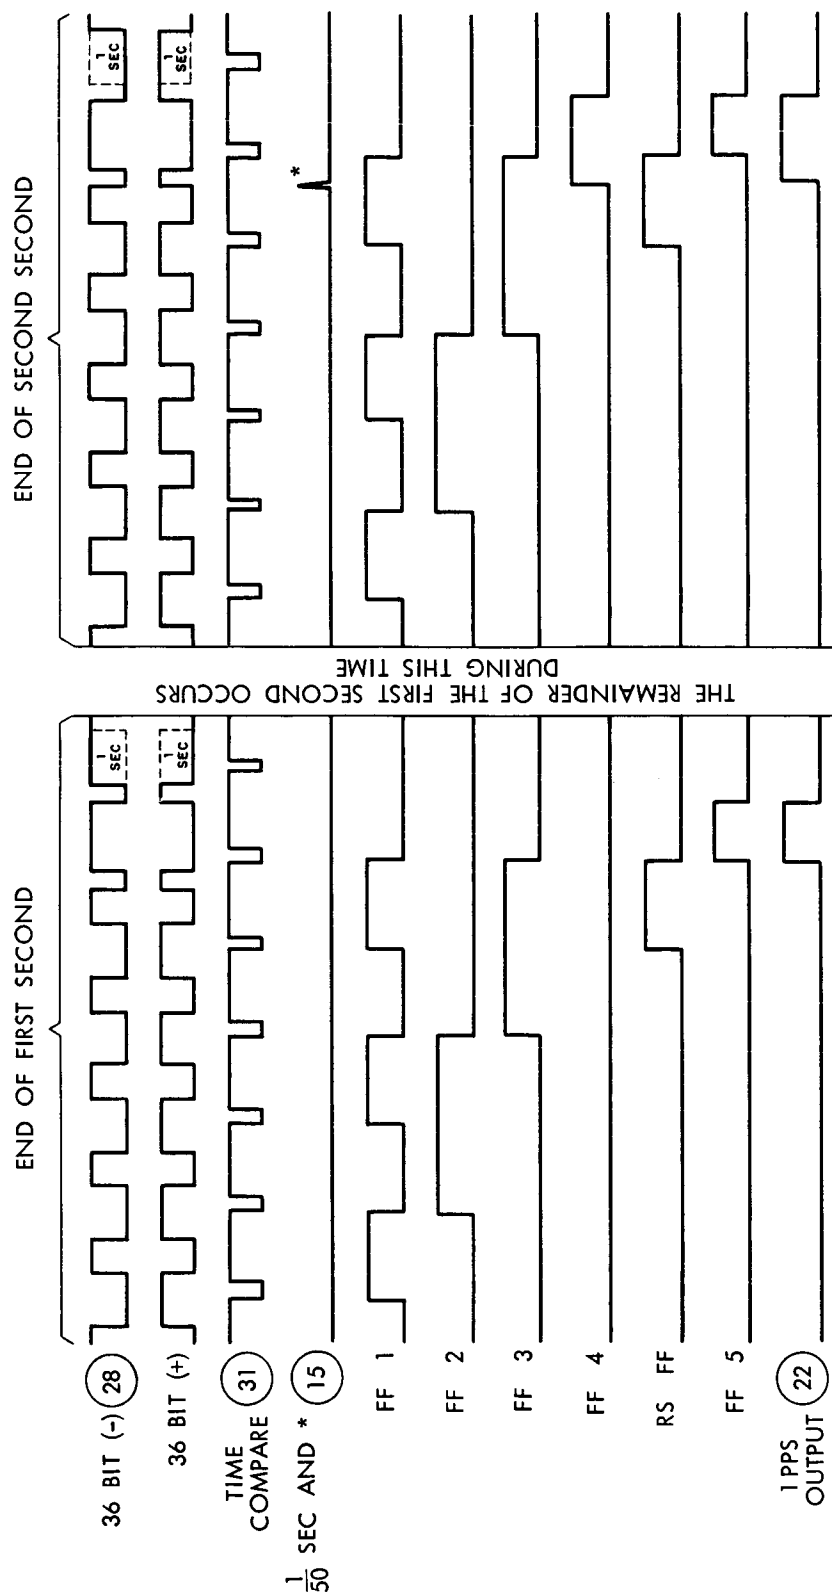 END OF FIRST SECOND
END OF SECOND SECOND
36 BIT (-) 28
1
SEC
1
SEC
36 BIT (+)
1
SEC
1
SEC
TIME
COMPARE 31
1/50 SEC AND * 15
*
FF 1
FF 2
FF 3
FF 4
RS FF
FF 5
1 PPS
OUTPUT 22
THE REMAINDER OF THE FIRST SECOND OCCURS
DURING THIS TIME